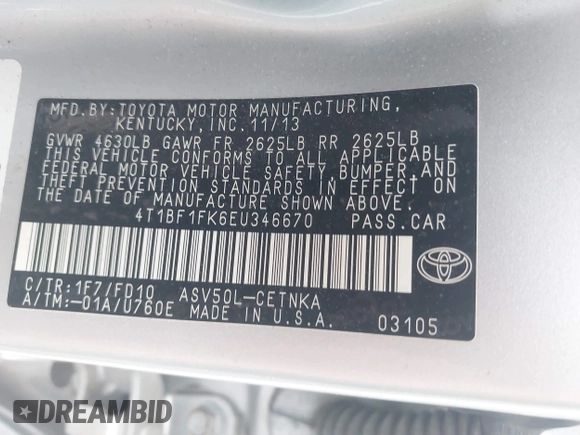 MFD.BY:TOYOTA MOTOR MANUFACTURING,
KENTUCKY, INC. 11/13
GVWR 4630LB GAWR FR 2625LB RR 2625LB
THIS VEHICLE CONFORMS TO ALL APPLICABLE
FEDERAL MOTOR VEHICLE SAFETY, BUMPER, AND
THEFT PREVENTION STANDARDS IN EFFECT ON
THE DATE OF MANUFACTURE SHOWN ABOVE.
4T1BF1FK6EU346670 PASS.CAR
C/TR:1F7/FD10 ASV50L-CETNKA
A/TM:-01A/U760E MADE IN U.S.A. 03105
DREAMBID